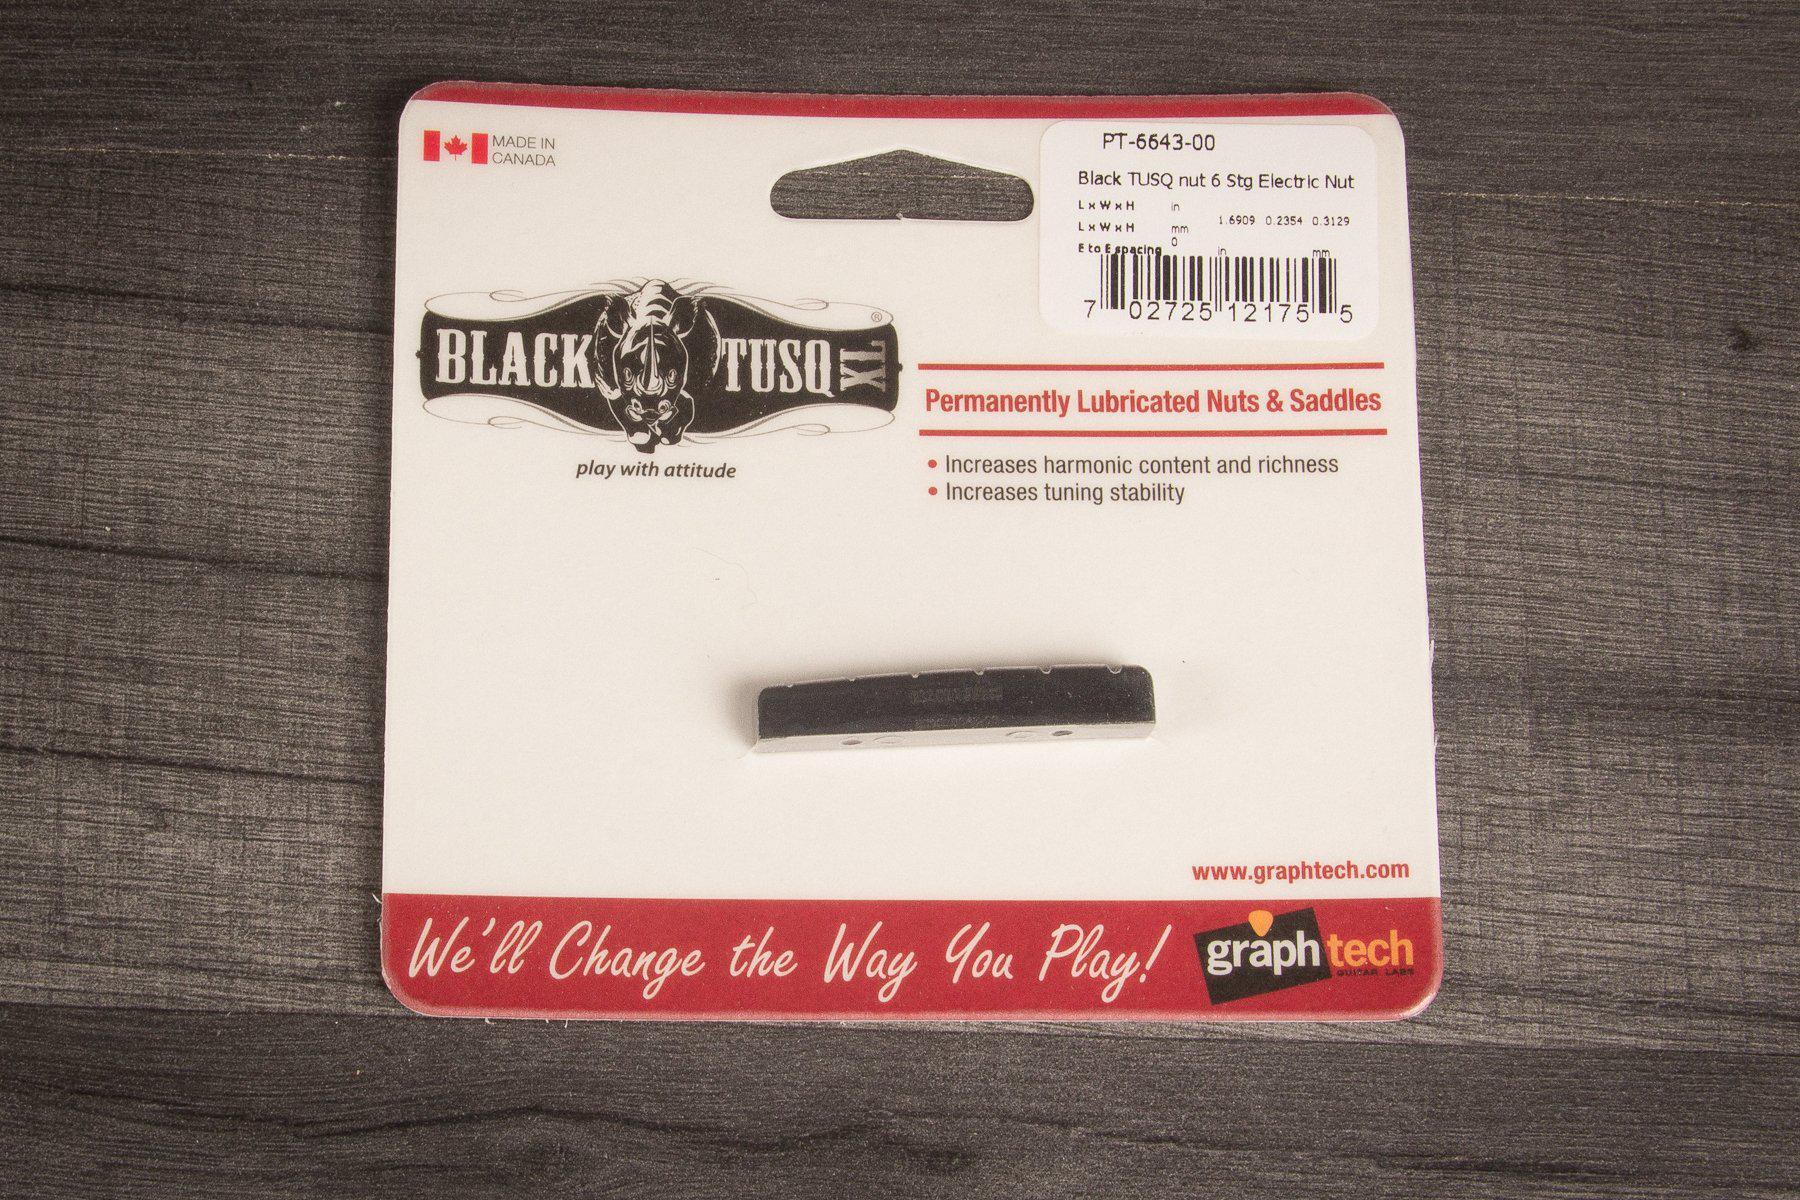 MADE IN
CANADA
PT-6643-00
Black TUSQ nut 6 Stg Electric Nut
L x W x H in
1.6909 0.2354 0.3129
L x W x H mm
0
E to E spacing in mm
7 02725 12175 5
BLACK TUSQ XL ®
play with attitude
Permanently Lubricated Nuts & Saddles
• Increases harmonic content and richness
• Increases tuning stability
www.graphtech.com
We'll Change the Way You Play!
graph tech
GUITAR LABS